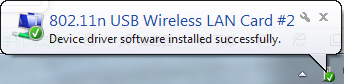 802.11n USB Wireless LAN Card #2
Device driver software installed successfully.